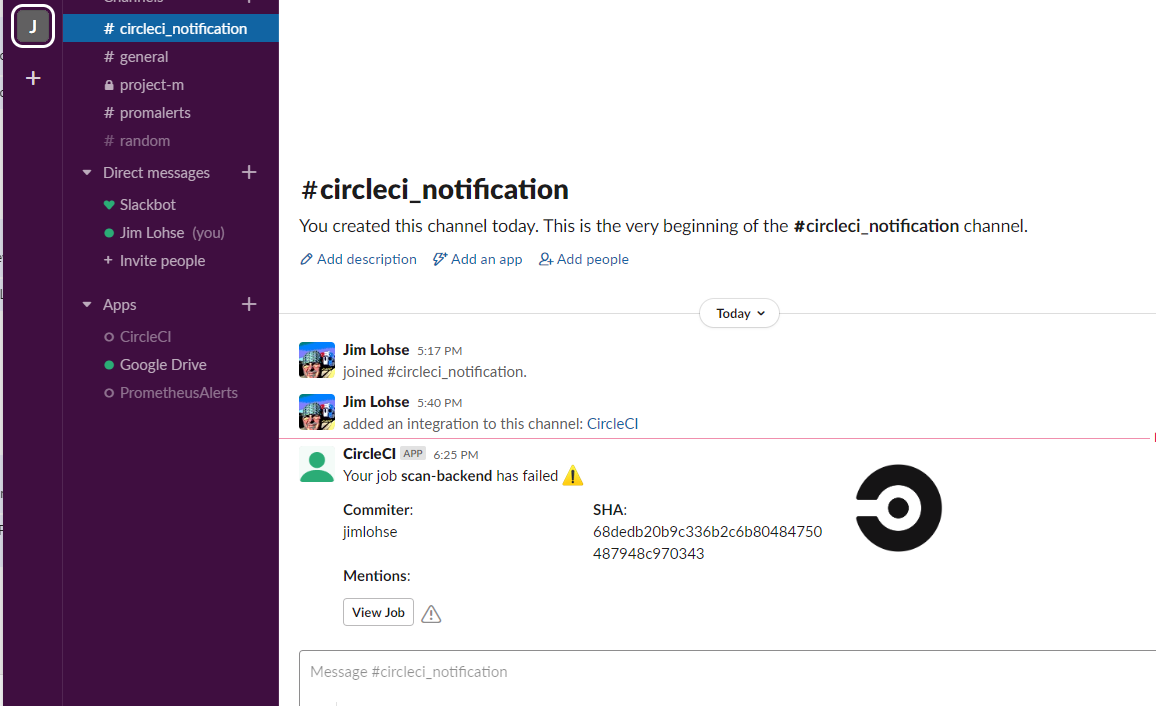 Channels
J
# circleci_notification
# general
project-m
# promalerts
# random
Direct messages
Slackbot
Jim Lohse (you)
+ Invite people
Apps
CircleCI
Google Drive
PrometheusAlerts
#circleci_notification
You created this channel today. This is the very beginning of the #circleci_notification channel.
Add description Add an app Add people
Today
Jim Lohse 5:17 PM
joined #circleci_notification.
Jim Lohse 5:40 PM
added an integration to this channel: CircleCI
CircleCI APP 6:25 PM
Your job scan-backend has failed
Commiter:
jimlohse
SHA:
68dedb20b9c336b2c6b80484750
487948c970343
Mentions:
View Job
Message #circleci_notification